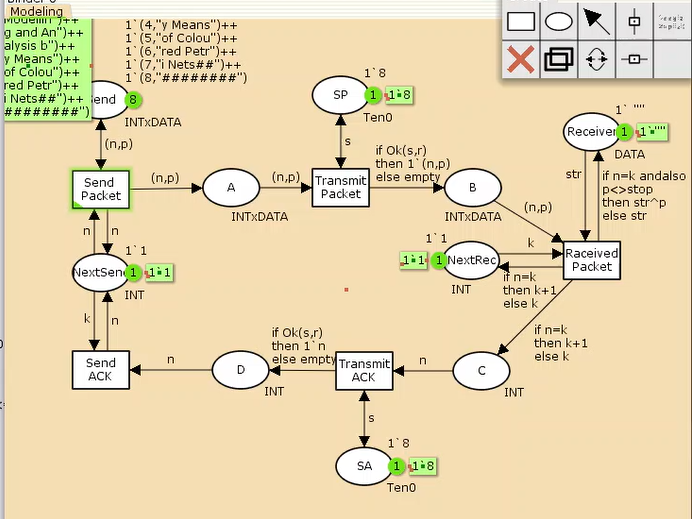 Modeling
g and An")++
alysis b")++
y Means")++
of Colou")++
red Petr")++
i Nets##")++
########")
1`(4,"y Means")++
1`(5,"of Colou")++
1`(6,"red Petr")++
1`(7,"i Nets##")++
1`(8,"########")
8
INTxDATA
(n,p)
Send
Packet
(n,p)
A
INTxDATA
(n,p)
1`8
SP
1
1`8
Ten0
s
Transmit
Packet
if Ok(s,r)
then 1`(n,p)
else empty
B
INTxDATA
(n,p)
1` ""
Receiver
1
1`""
DATA
str
if n=k andalso
p<>stop
then str^p
else str
Received
Packet
k
1`1
1`1
1
NextRec
INT
if n=k
then k+1
else k
if n=k
then k+1
else k
n
n
1`1
NextSend
1
1`1
INT
k
n
Send
ACK
n
D
INT
if Ok(s,r)
then 1`n
else empty
Transmit
ACK
n
C
INT
s
1`8
SA
1
1`8
Ten0